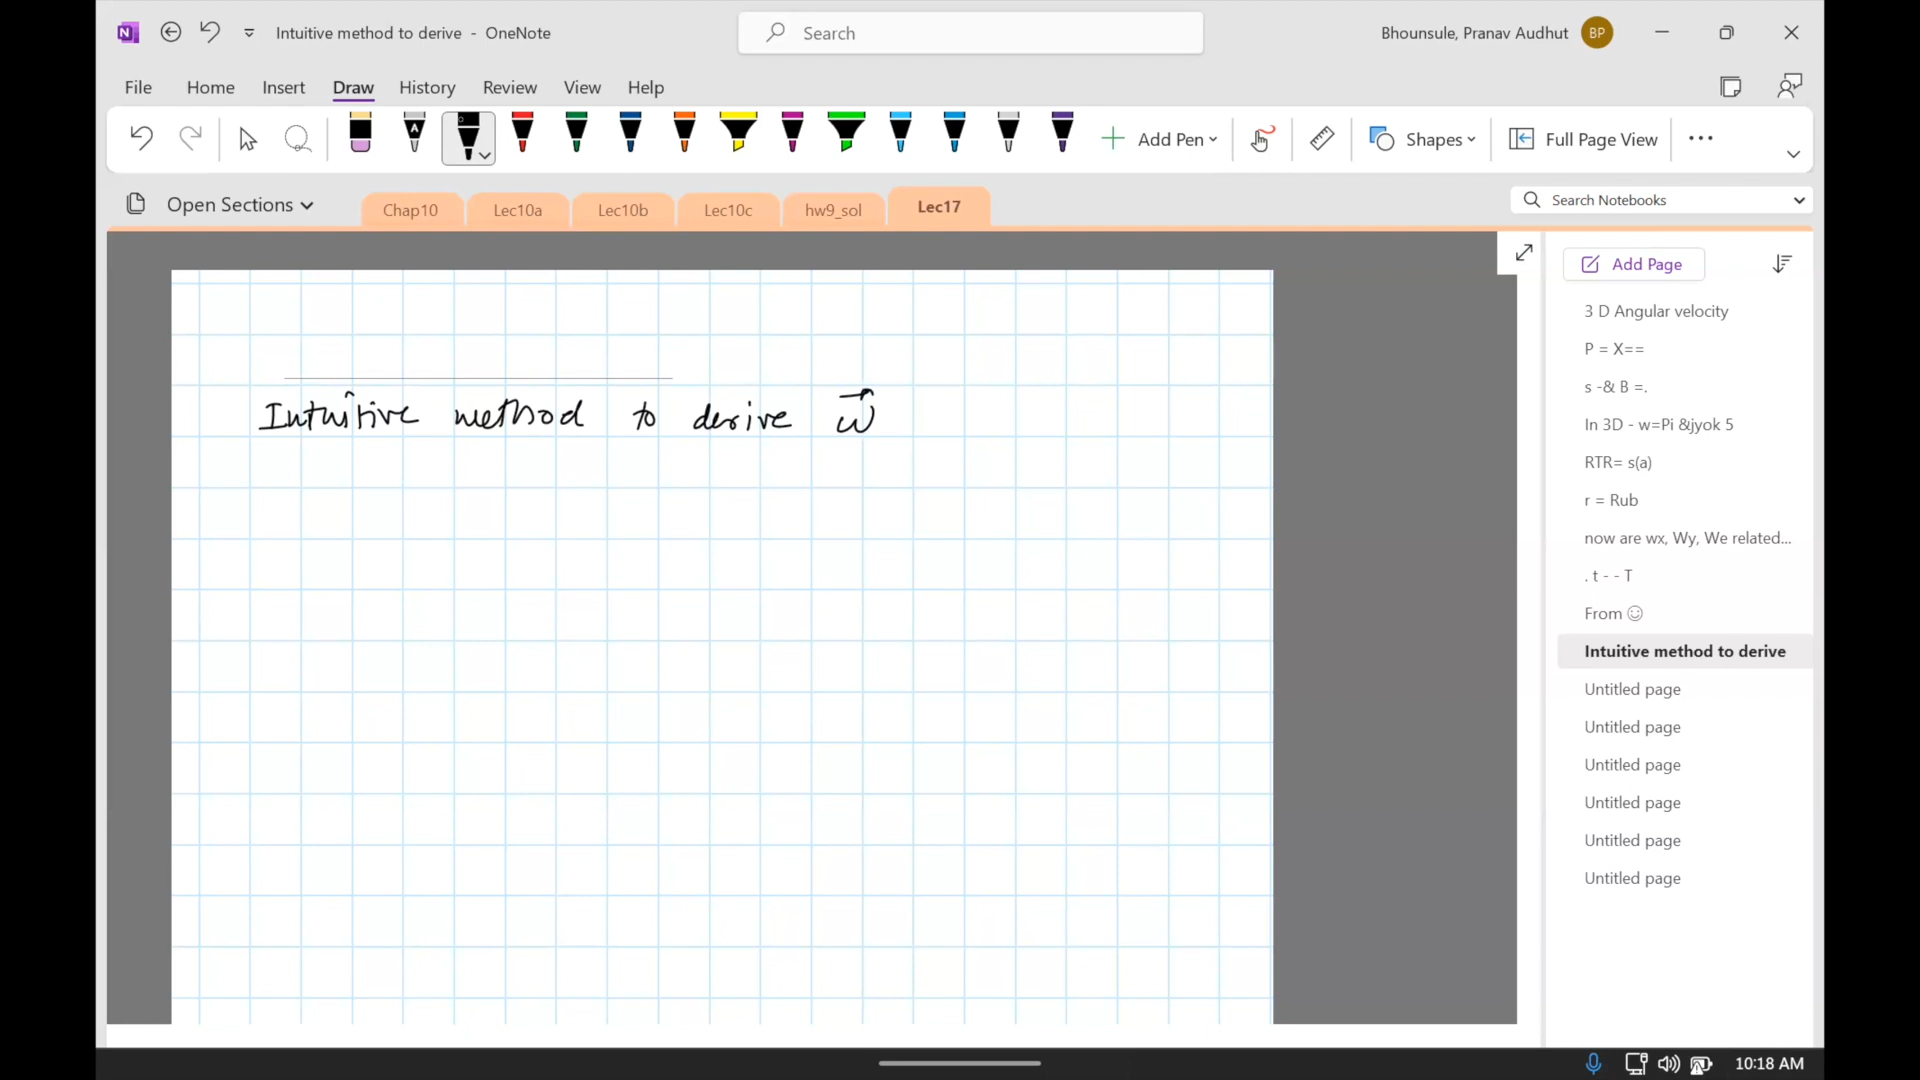 Intuitive method to derive - OneNote
Search
Bhounsule, Pranav Audhut
BP
File
Home
Insert
Draw
History
Review
View
Help
Add Pen
Shapes
Full Page View
Open Sections
Chap10
Lec10a
Lec10b
Lec10c
hw9_sol
Lec17
Search Notebooks
Intuitive method to derive ω⃗
Add Page
3 D Angular velocity
P = X==
s -& B =.
In 3D - w=Pi &jyok 5
RTR= s(a)
r = Rub
now are wx, Wy, We related...
. t - - T
From ☺
Intuitive method to derive
Untitled page
Untitled page
Untitled page
Untitled page
Untitled page
Untitled page
10:18 AM